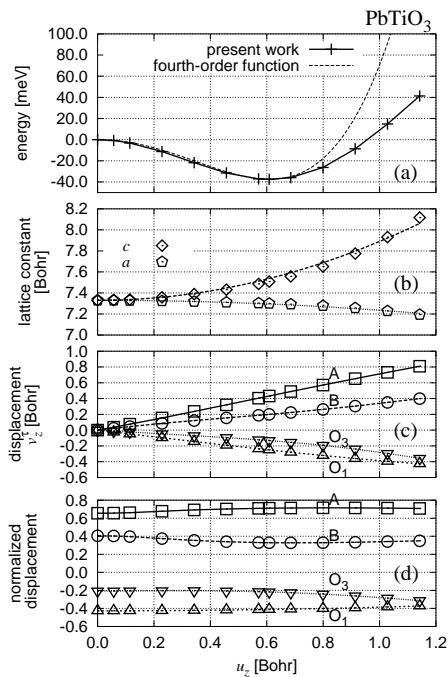 PbTiO3
present work
fourth-order function
energy [meV]
100.0
80.0
60.0
40.0
20.0
0.0
-20.0
-40.0
(a)
lattice constant
[Bohr]
8.2
8.0
7.8
7.6
7.4
7.2
7.0
c
a
(b)
displacement
v_z [Bohr]
1.0
0.8
0.6
0.4
0.2
0.0
-0.2
-0.4
-0.6
A
B
O3
O1
(c)
normalized
displacement
0.8
0.6
0.4
0.2
0.0
-0.2
-0.4
-0.6
A
B
O3
O1
(d)
0.0 0.2 0.4 0.6 0.8 1.0 1.2
u_z [Bohr]